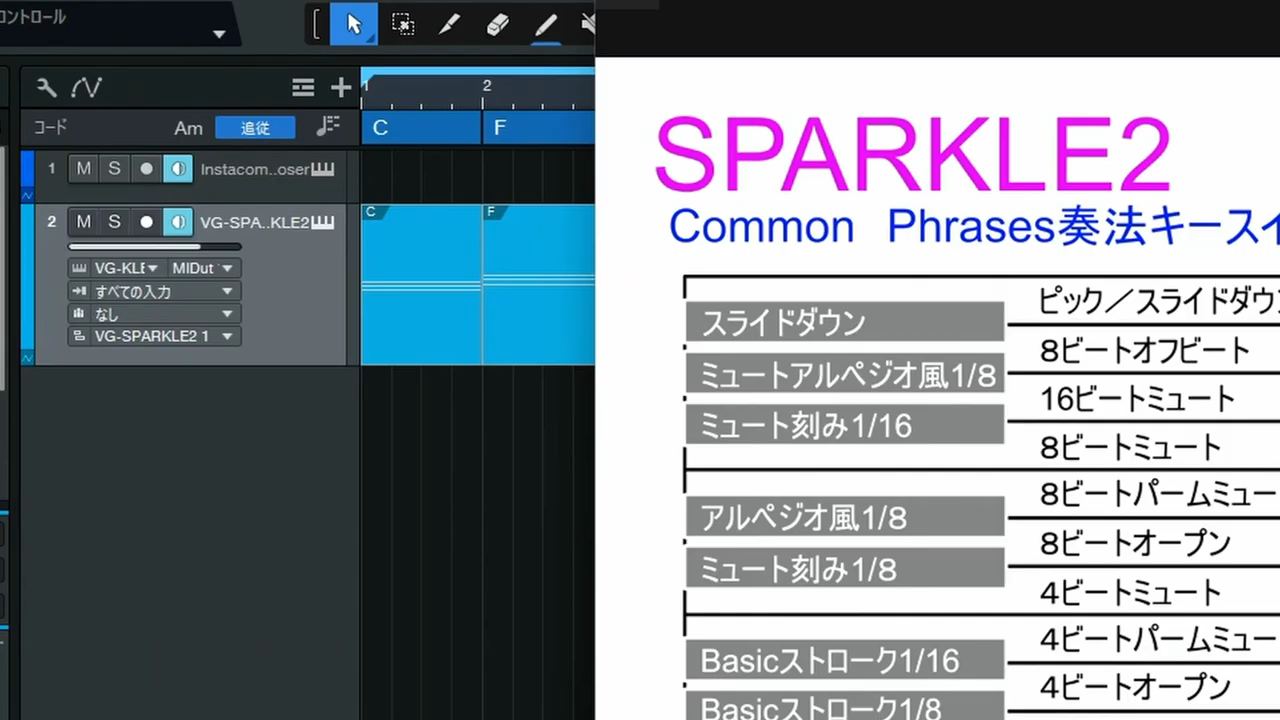 コントロール
1 2
コード Am 追従 C F
1 M S Instacom..oser
2 M S VG-SPA..KLE2 C F
VG-KLE MIDut
すべての入力
なし
VG-SPARKLE2 1
SPARKLE2
Common Phrases奏法キースイ
ピック／スライドダウン
スライドダウン
8ビートオフビート
ミュートアルペジオ風1/8
16ビートミュート
ミュート刻み1/16
8ビートミュート
8ビートパームミュー
アルペジオ風1/8
8ビートオープン
ミュート刻み1/8
4ビートミュート
4ビートパームミュー
Basicストローク1/16
4ビートオープン
Basicストローク1/8